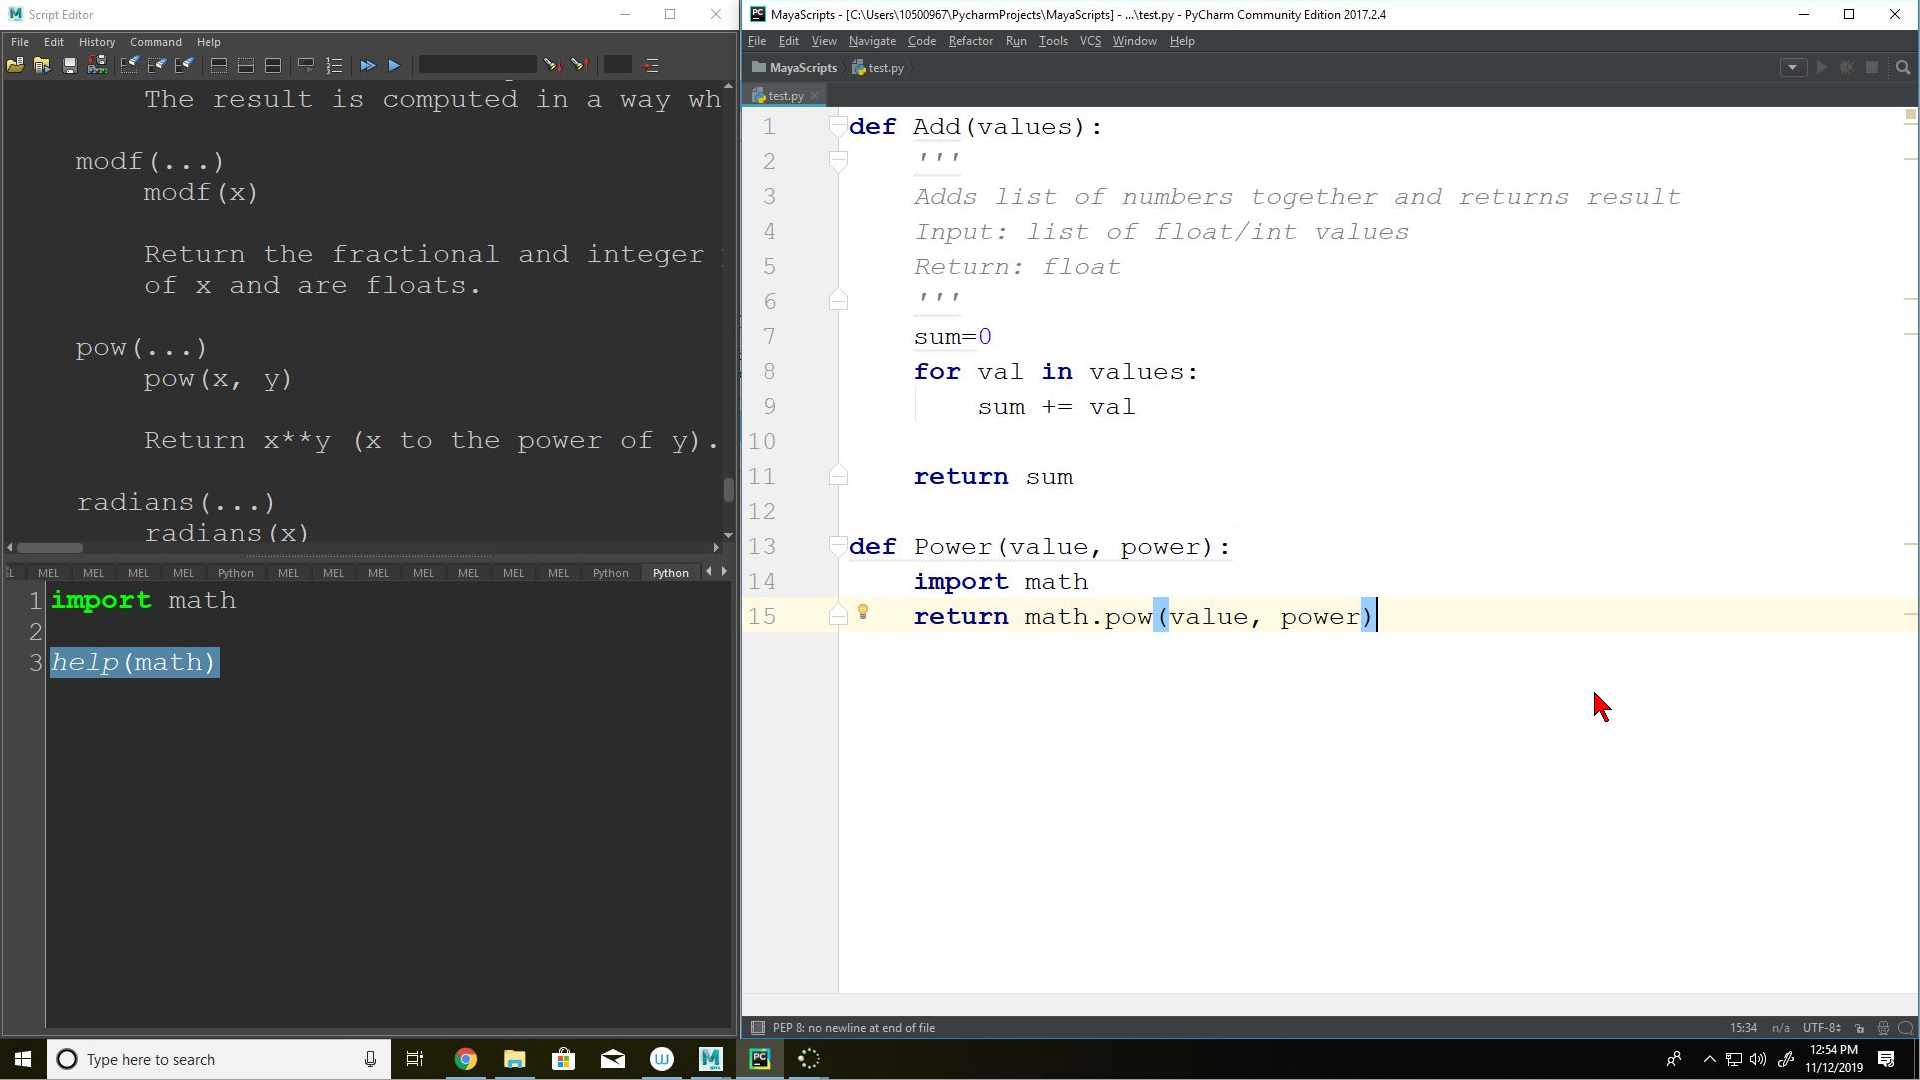 Script Editor
File Edit History Command Help
The result is computed in a way wh
modf(...)
modf(x)
Return the fractional and integer
of x and are floats.
pow(...)
pow(x, y)
Return x**y (x to the power of y).
radians(...)
radians(x)
MEL MEL MEL MEL Python MEL MEL MEL MEL MEL MEL MEL Python Python
1 import math
2
3 help(math)
MayaScripts - [C:\Users\10500967\PycharmProjects\MayaScripts] - ...\test.py - PyCharm Community Edition 2017.2.4
File Edit View Navigate Code Refactor Run Tools VCS Window Help
MayaScripts test.py
test.py
1 def Add(values):
2 '''
3 Adds list of numbers together and returns result
4 Input: list of float/int values
5 Return: float
6 '''
7 sum=0
8 for val in values:
9 sum += val
10
11 return sum
12
13 def Power(value, power):
14 import math
15 return math.pow(value, power)
PEP 8: no newline at end of file
15:34 n/a UTF-8
Type here to search
12:54 PM
11/12/2019